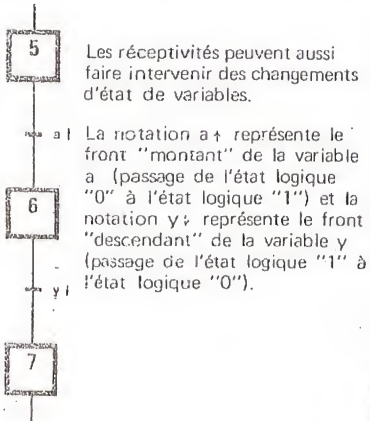 5
Les réceptivités peuvent aussi
faire intervenir des changements
d'état de variables.
a↑
La notation a↑ représente le
front "montant" de la variable
a (passage de l'état logique
"0" à l'état logique "1") et la
notation y↓ représente le front
"descendant" de la variable y
(passage de l'état logique "1" à
l'état logique "0").
6
y↓
7